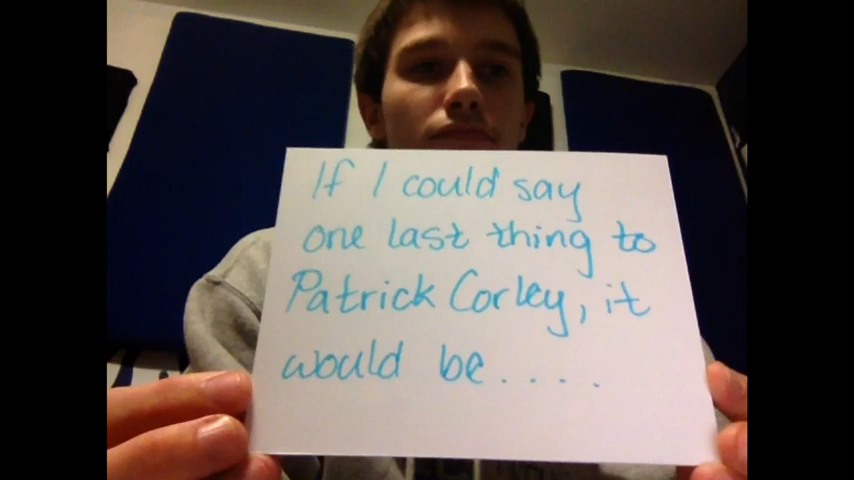 If I could say
one last thing to
Patrick Corley, it
would be....